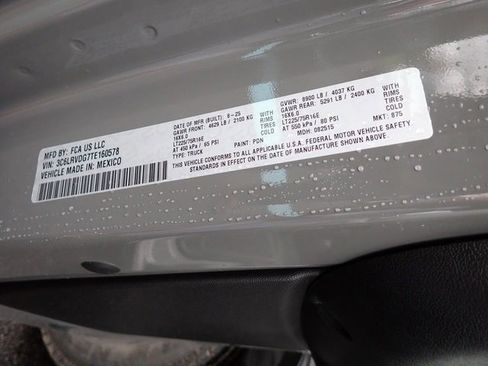 MFD BY: FCA US LLC
VIN: 3C6LRVDG7TE160578
VEHICLE MADE IN: MEXICO
DATE OF MFR (BUILT): 8-25
GAWR FRONT: 4629 LB / 2100 KG
16X6.0 WITH
LT225/75R16E RIMS
AT 450 kPa / 65 PSI TIRES
TYPE: TRUCK COLD
GVWR: 8900 LB / 4037 KG
GAWR REAR: 5291 LB / 2400 KG
16X6.0 WITH
LT225/75R16E RIMS
AT 550 kPa / 80 PSI TIRES
MDH: 082515 COLD
PAINT: PDN MKT: 875
THIS VEHICLE CONFORMS TO ALL APPLICABLE U.S.A. FEDERAL MOTOR VEHICLE SAFETY,
STANDARDS IN EFFECT ON THE DATE OF MANUFACTURE SHOWN ABOVE.